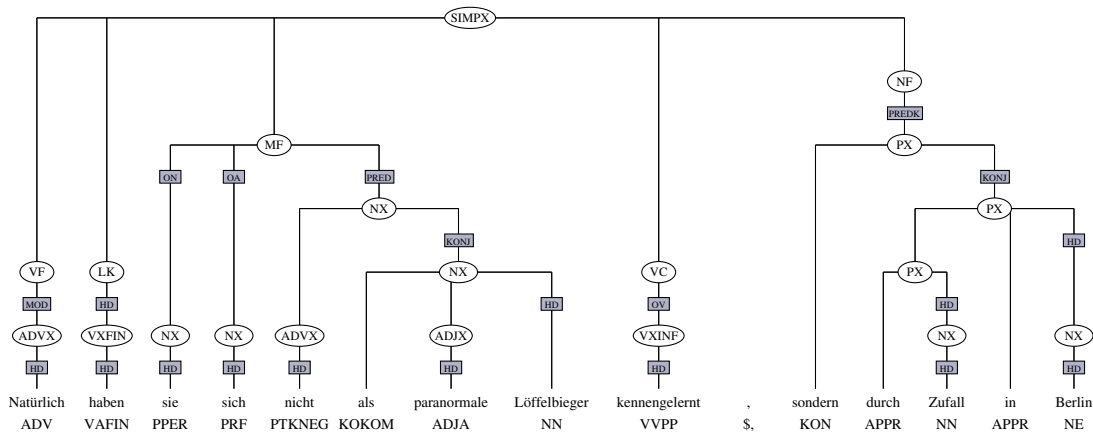 SIMPX
NF
PREDK
MF PX
ON OA PRED KONJ
NX PX
KONJ HD
VF LK NX VC PX
MOD HD HD OV HD
ADVX VXFIN NX NX ADVX ADJX VXINF NX NX
HD HD HD HD HD HD HD HD HD
Natürlich haben sie sich nicht als paranormale Löffelbieger kennengelernt , sondern durch Zufall in Berlin
ADV VAFIN PPER PRF PTKNEG KOKOM ADJA NN VVPP $, KON APPR NN APPR NE